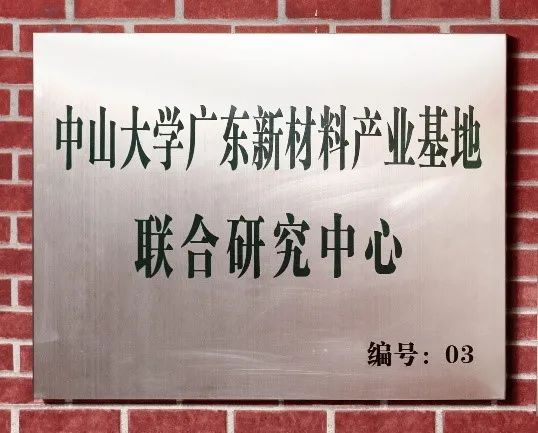 中山大学广东新材料产业基地
联合研究中心
编号：03